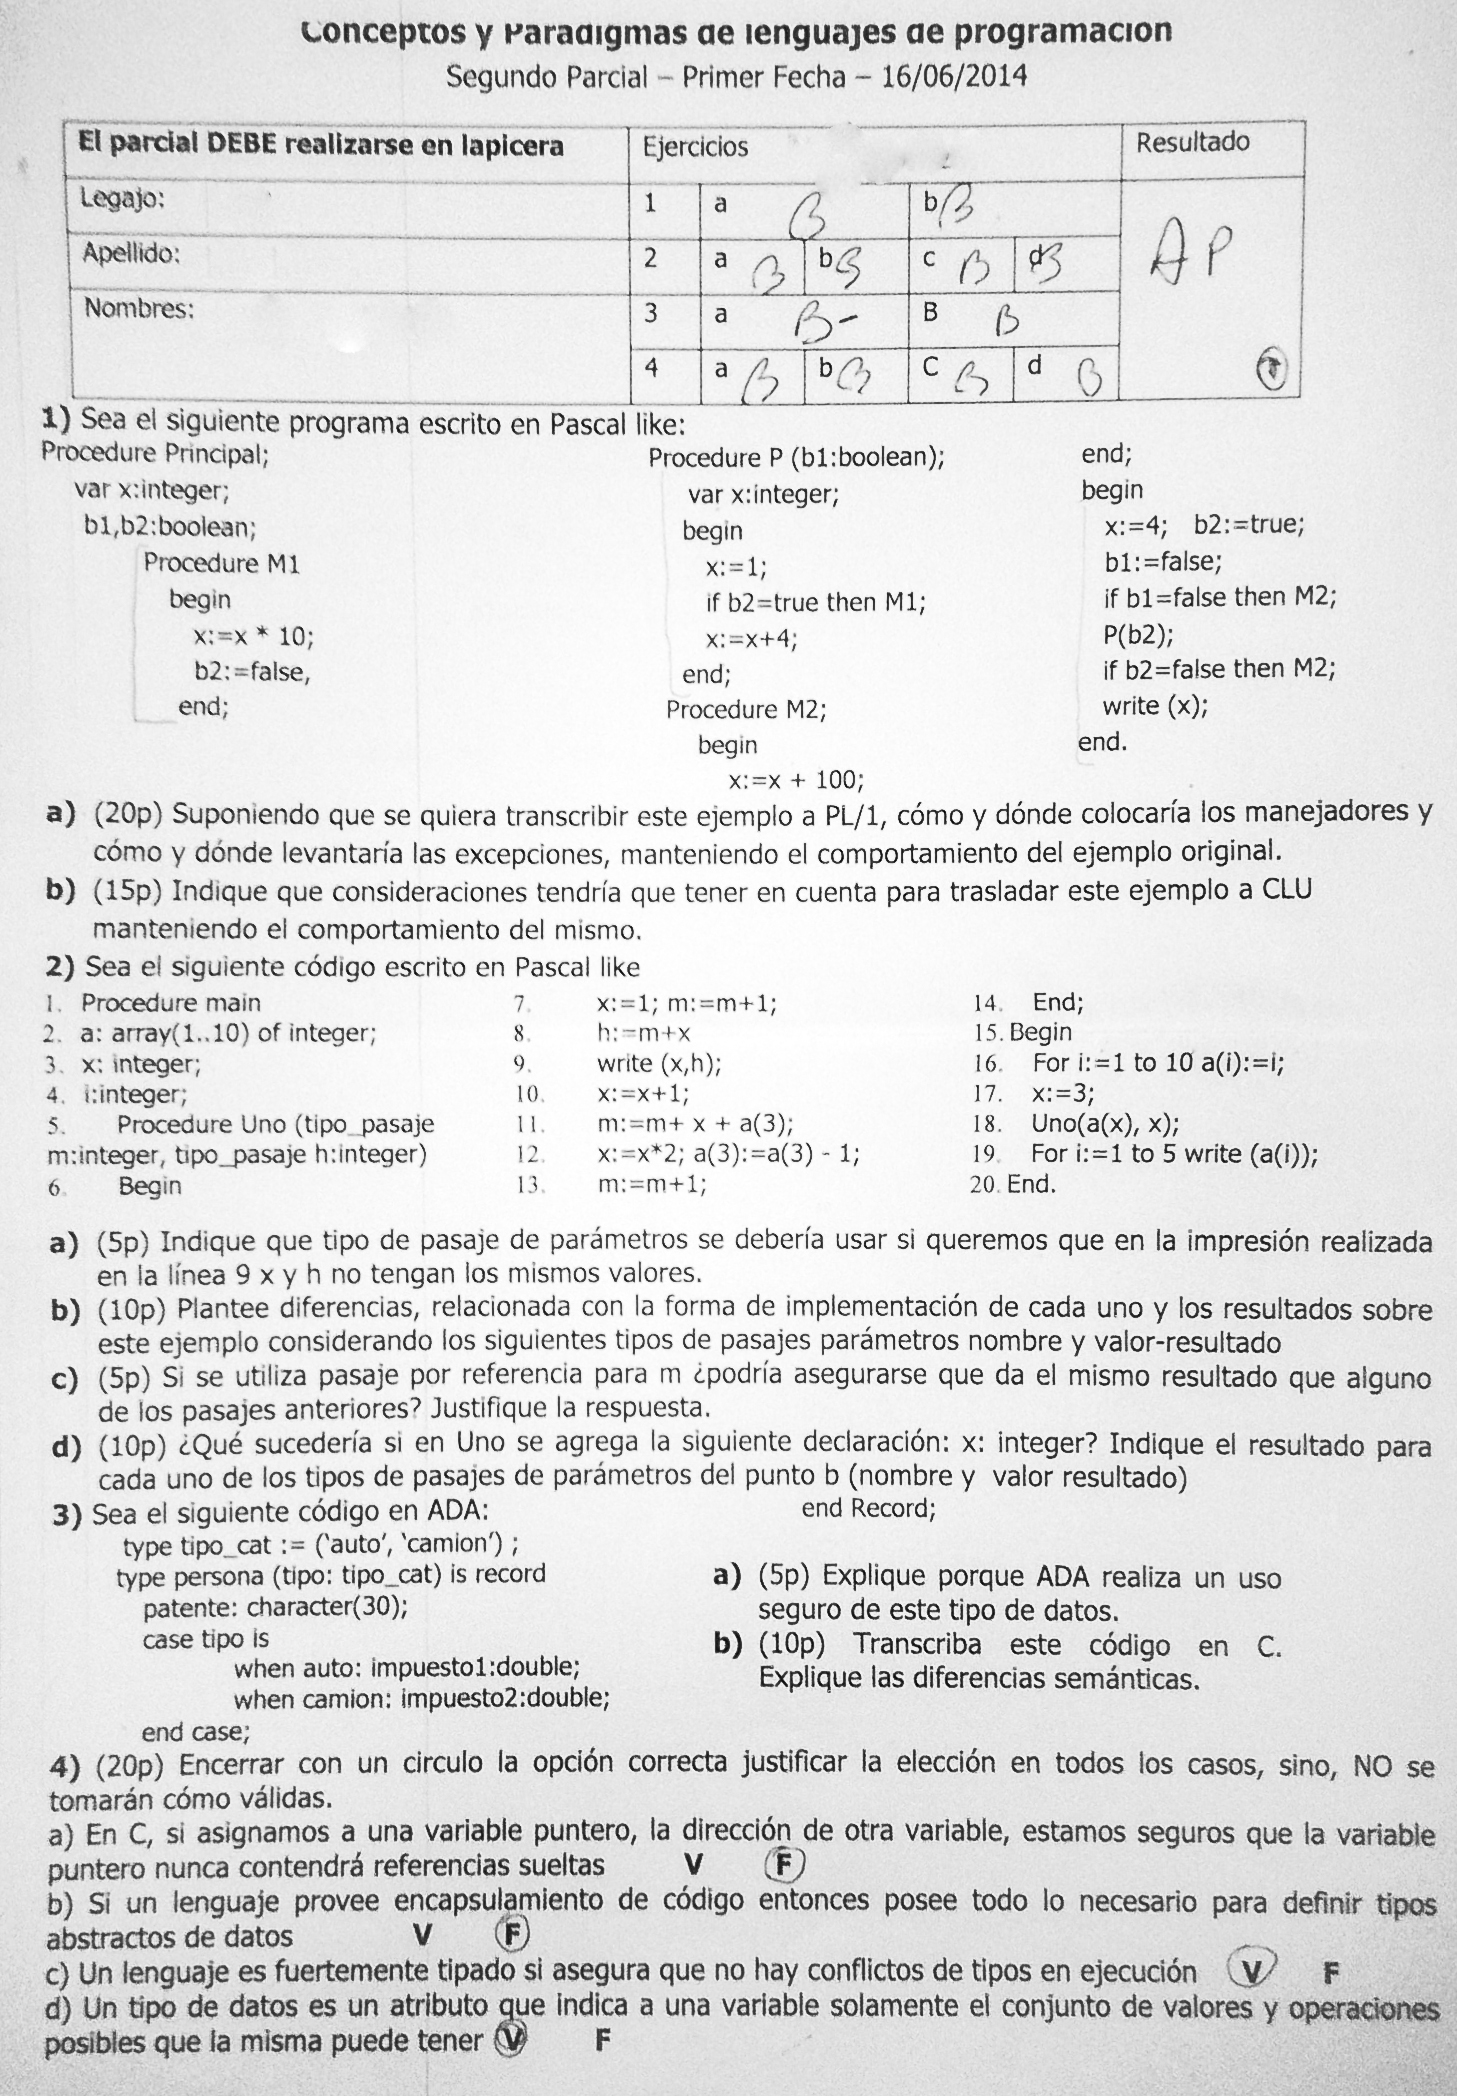 Conceptos y Paradigmas de lenguajes de programación
Segundo Parcial – Primer Fecha – 16/06/2014
El parcial DEBE realizarse en lapicera Ejercicios Resultado
Legajo: 1 a B b B
Apellido: 2 a B b B c B d B AP
Nombres: 3 a B- B B
4 a B b B C B d B
1) Sea el siguiente programa escrito en Pascal like:
Procedure Principal;
var x:integer;
b1,b2:boolean;
Procedure M1
begin
x:=x * 10;
b2:=false,
end;
Procedure P (b1:boolean);
var x:integer;
begin
x:=1;
if b2=true then M1;
x:=x+4;
end;
Procedure M2;
begin
x:=x + 100;
end;
begin
x:=4; b2:=true;
b1:=false;
if b1=false then M2;
P(b2);
if b2=false then M2;
write (x);
end.
a) (20p) Suponiendo que se quiera transcribir este ejemplo a PL/1, cómo y dónde colocaría los manejadores y
cómo y dónde levantaría las excepciones, manteniendo el comportamiento del ejemplo original.
b) (15p) Indique que consideraciones tendría que tener en cuenta para trasladar este ejemplo a CLU
manteniendo el comportamiento del mismo.
2) Sea el siguiente código escrito en Pascal like
1. Procedure main
2. a: array(1..10) of integer;
3. x: integer;
4. i:integer;
5. Procedure Uno (tipo_pasaje
m:integer, tipo_pasaje h:integer)
6. Begin
7. x:=1; m:=m+1;
8. h:=m+x
9. write (x,h);
10. x:=x+1;
11. m:=m+ x + a(3);
12. x:=x*2; a(3):=a(3) - 1;
13. m:=m+1;
14. End;
15. Begin
16. For i:=1 to 10 a(i):=i;
17. x:=3;
18. Uno(a(x), x);
19. For i:=1 to 5 write (a(i));
20. End.
a) (5p) Indique que tipo de pasaje de parámetros se debería usar si queremos que en la impresión realizada
en la línea 9 x y h no tengan los mismos valores.
b) (10p) Plantee diferencias, relacionada con la forma de implementación de cada uno y los resultados sobre
este ejemplo considerando los siguientes tipos de pasajes parámetros nombre y valor-resultado
c) (5p) Si se utiliza pasaje por referencia para m ¿podría asegurarse que da el mismo resultado que alguno
de los pasajes anteriores? Justifique la respuesta.
d) (10p) ¿Qué sucedería si en Uno se agrega la siguiente declaración: x: integer? Indique el resultado para
cada uno de los tipos de pasajes de parámetros del punto b (nombre y valor resultado)
3) Sea el siguiente código en ADA:
type tipo_cat := ('auto', 'camion') ;
type persona (tipo: tipo_cat) is record
patente: character(30);
case tipo is
when auto: impuesto1:double;
when camion: impuesto2:double;
end case;
end Record;
a) (5p) Explique porque ADA realiza un uso
seguro de este tipo de datos.
b) (10p) Transcriba este código en C.
Explique las diferencias semánticas.
4) (20p) Encerrar con un circulo la opción correcta justificar la elección en todos los casos, sino, NO se
tomarán cómo válidas.
a) En C, si asignamos a una variable puntero, la dirección de otra variable, estamos seguros que la variable
puntero nunca contendrá referencias sueltas V F
b) Si un lenguaje provee encapsulamiento de código entonces posee todo lo necesario para definir tipos
abstractos de datos V F
c) Un lenguaje es fuertemente tipado si asegura que no hay conflictos de tipos en ejecución V F
d) Un tipo de datos es un atributo que indica a una variable solamente el conjunto de valores y operaciones
posibles que la misma puede tener V F